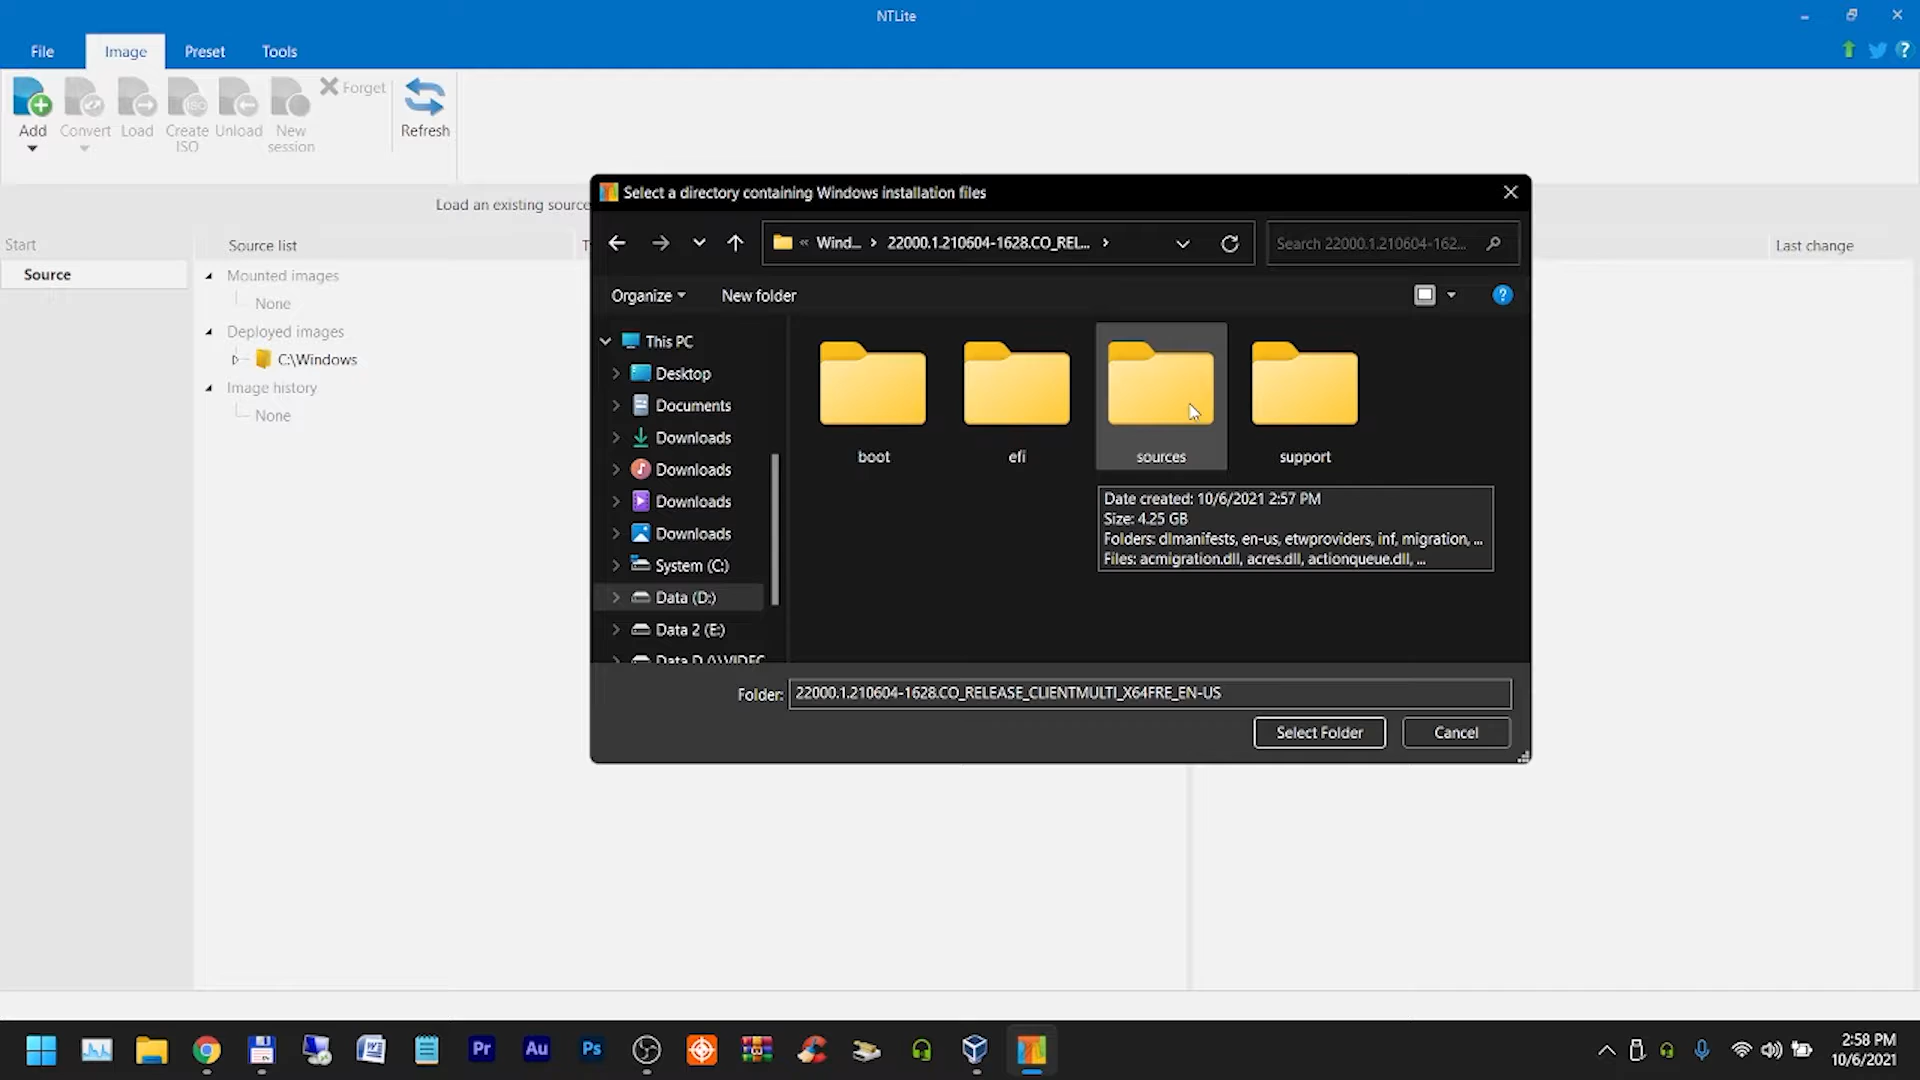 NTLite
File
Image
Preset
Tools
Add
Convert
Load
Create ISO
Unload
New session
Forget
Refresh
Load an existing source
Start
Source
Source list
Last change
Mounted images
None
Deployed images
C:\Windows
Image history
None
Select a directory containing Windows installation files
« Wind... > 22000.1.210604-1628.CO_REL... >
Search 22000.1.210604-162...
Organize
New folder
This PC
Desktop
Documents
Downloads
Downloads
Downloads
Downloads
System (C:)
Data (D:)
Data 2 (E:)
boot
efi
sources
support
Date created: 10/6/2021 2:57 PM
Size: 4.25 GB
Folders: dlmanifests, en-us, etwproviders, inf, migration, ...
Files: acmigration.dll, acres.dll, actionqueue.dll, ...
Folder:
22000.1.210604-1628.CO_RELEASE_CLIENTMULTI_X64FRE_EN-US
Select Folder
Cancel
Pr
Au
Ps
2:58 PM
10/6/2021